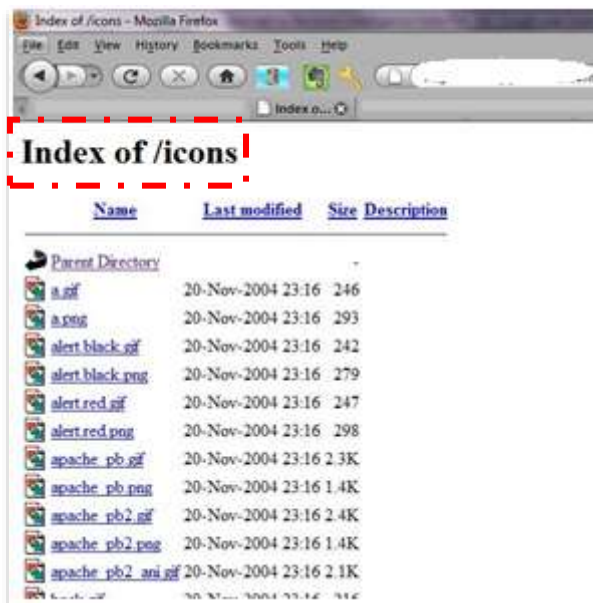 Index of /icons - Mozilla Firefox
File Edit View History Bookmarks Tools Help
Index o...
Index of /icons
Name Last modified Size Description
Parent Directory -
a.gif 20-Nov-2004 23:16 246
a.png 20-Nov-2004 23:16 293
alert.black.gif 20-Nov-2004 23:16 242
alert.black.png 20-Nov-2004 23:16 279
alert.red.gif 20-Nov-2004 23:16 247
alert.red.png 20-Nov-2004 23:16 298
apache_pb.gif 20-Nov-2004 23:16 2.3K
apache_pb.png 20-Nov-2004 23:16 1.4K
apache_pb2.gif 20-Nov-2004 23:16 2.4K
apache_pb2.png 20-Nov-2004 23:16 1.4K
apache_pb2_ani.gif 20-Nov-2004 23:16 2.1K